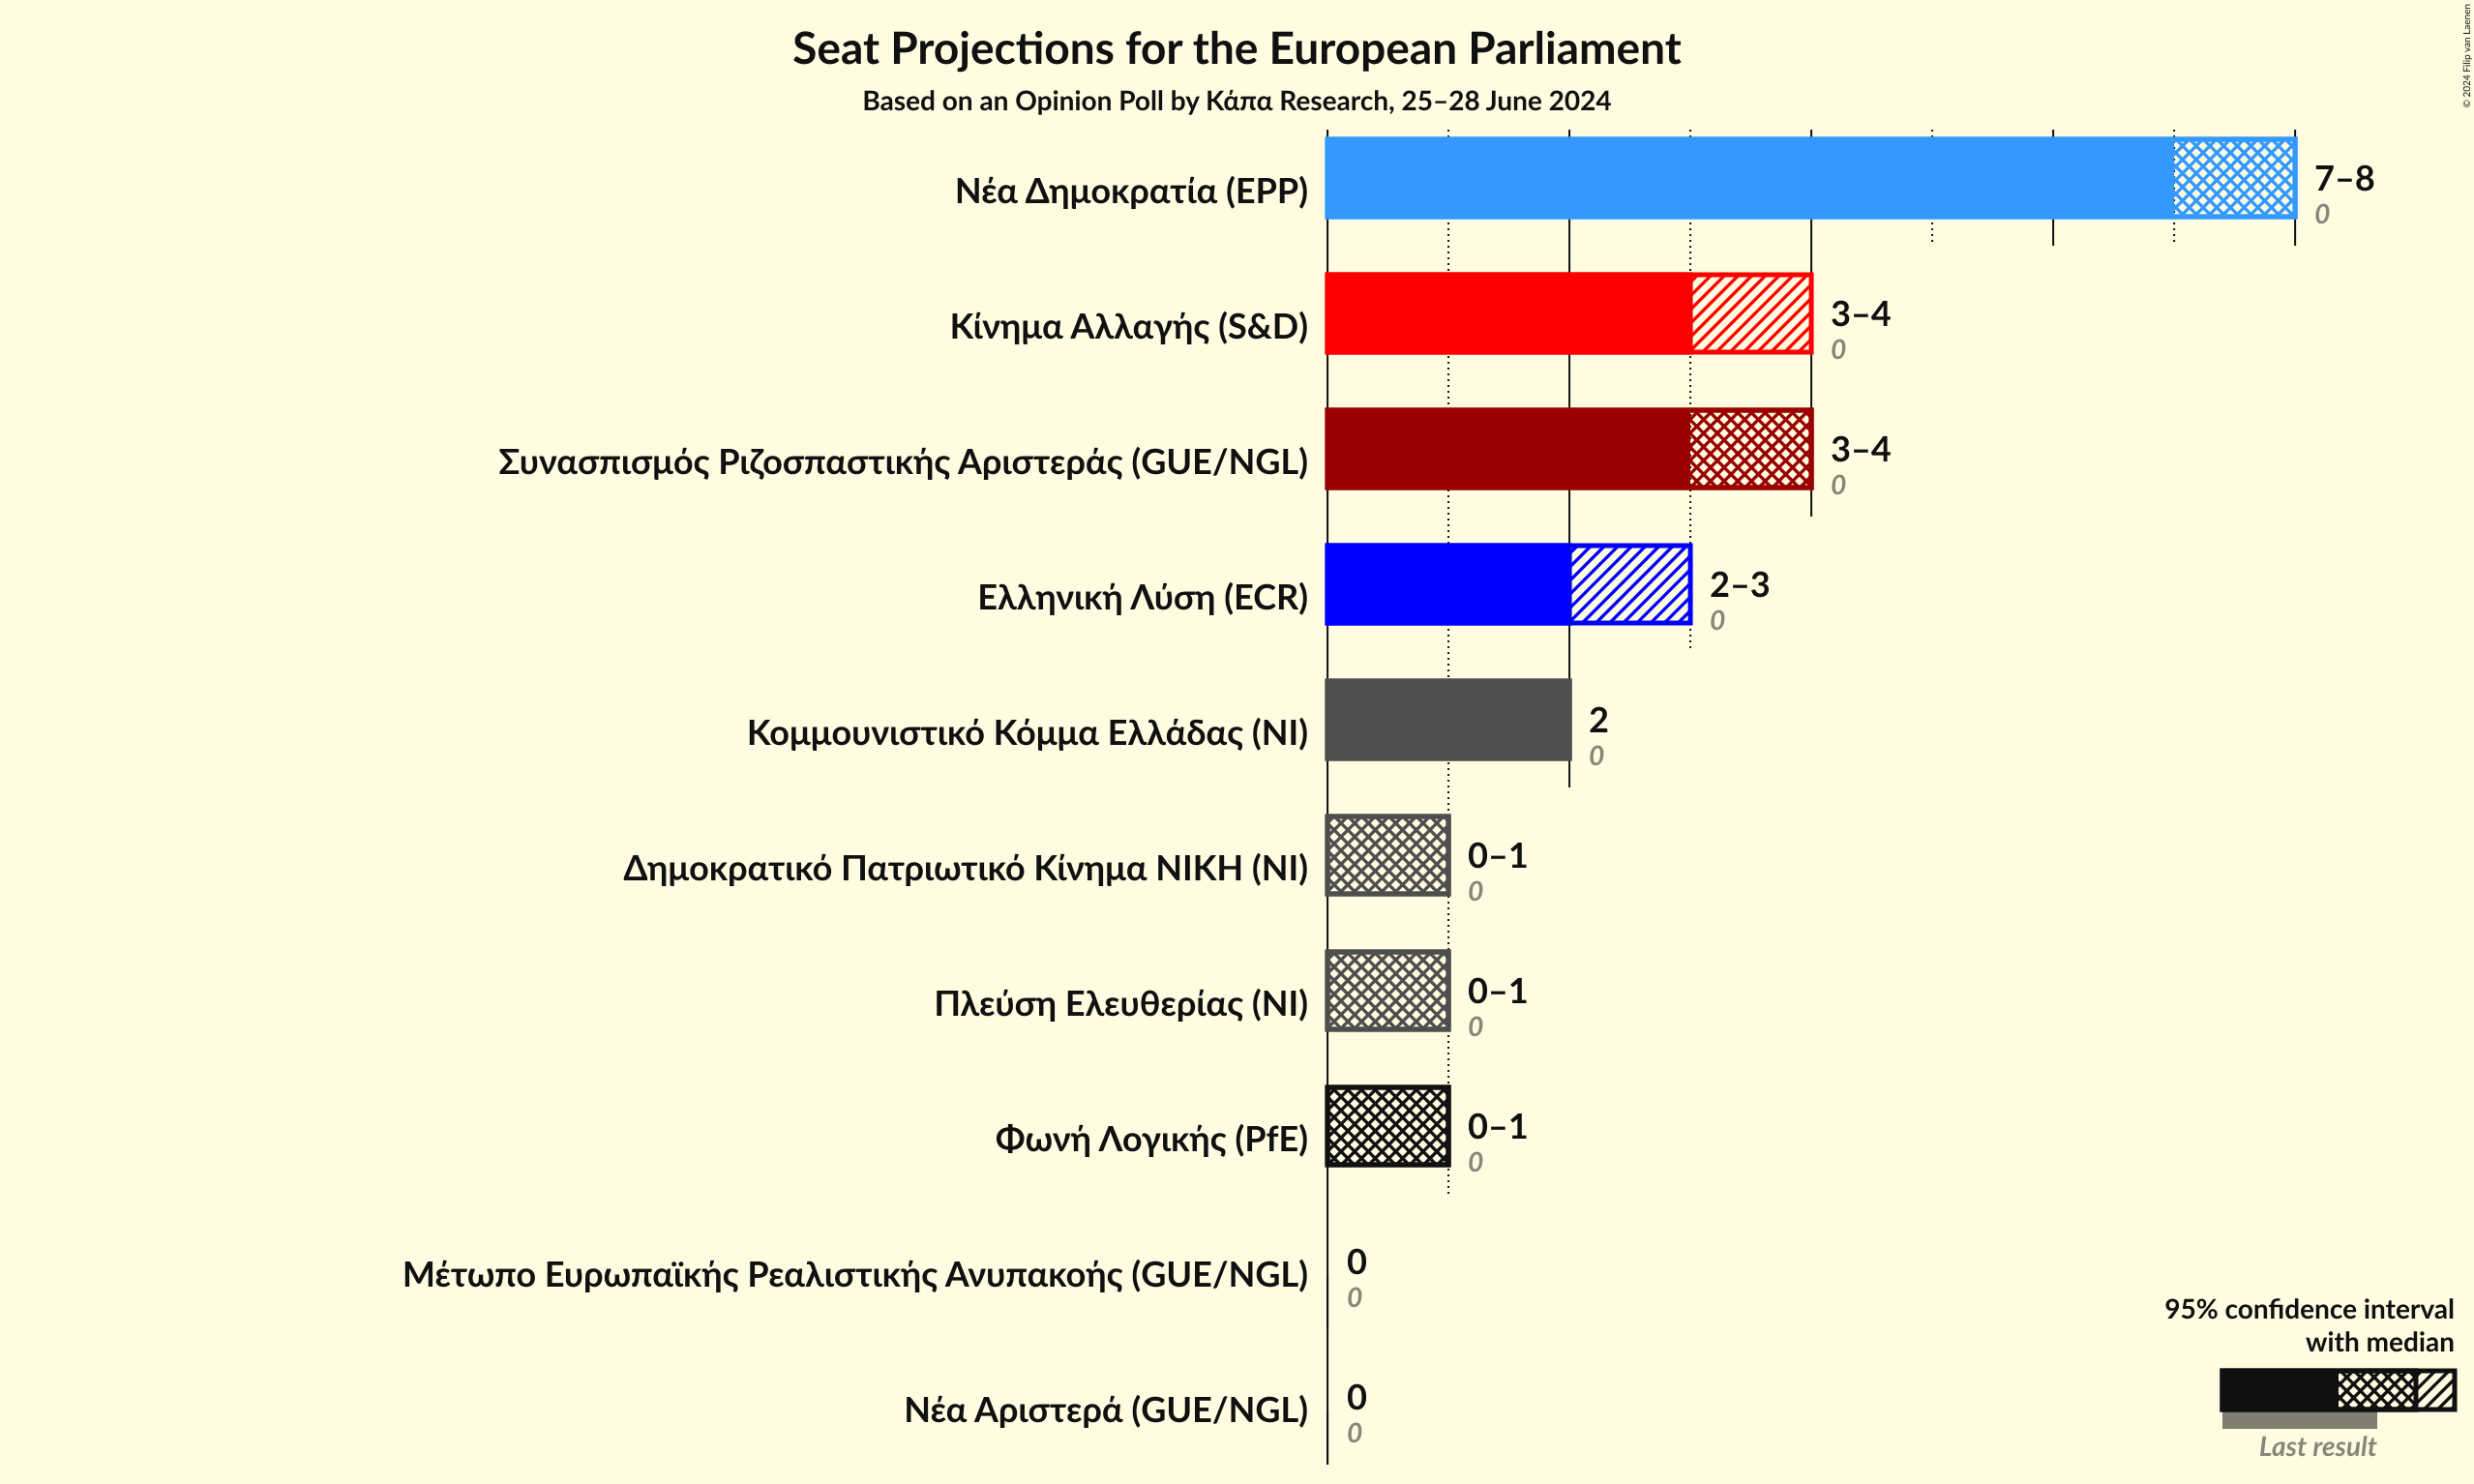 Seat Projections for the European Parliament
Based on an Opinion Poll by Κάπα Research, 25–28 June 2024
© 2024 Filip van Laenen
Νέα Δημοκρατία (EPP)
7–8
0
Κίνημα Αλλαγής (S&D)
3–4
0
Συνασπισμός Ριζοσπαστικής Αριστεράς (GUE/NGL)
3–4
0
Ελληνική Λύση (ECR)
2–3
0
Κομμουνιστικό Κόμμα Ελλάδας (NI)
2
0
Δημοκρατικό Πατριωτικό Κίνημα ΝΙΚΗ (NI)
0–1
0
Πλεύση Ελευθερίας (NI)
0–1
0
Φωνή Λογικής (PfE)
0–1
0
Μέτωπο Ευρωπαϊκής Ρεαλιστικής Ανυπακοής (GUE/NGL)
0
0
Νέα Αριστερά (GUE/NGL)
0
0
95% confidence interval
with median
Last result